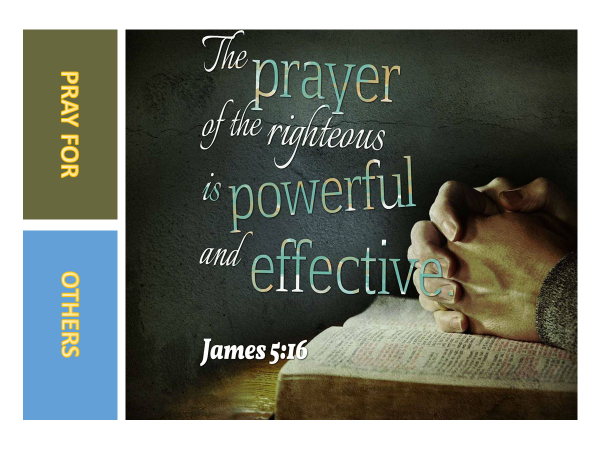 PRAY FOR
OTHERS
The prayer
of the righteous
is powerful
and effective
James 5:16